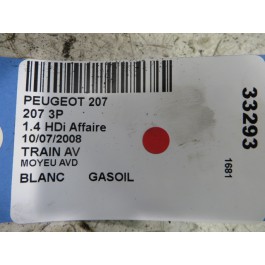 PEUGEOT 207
207 3P
1.4 HDi Affaire
10/07/2008
TRAIN AV
MOYEU AVD
BLANC GASOIL
33293
1681